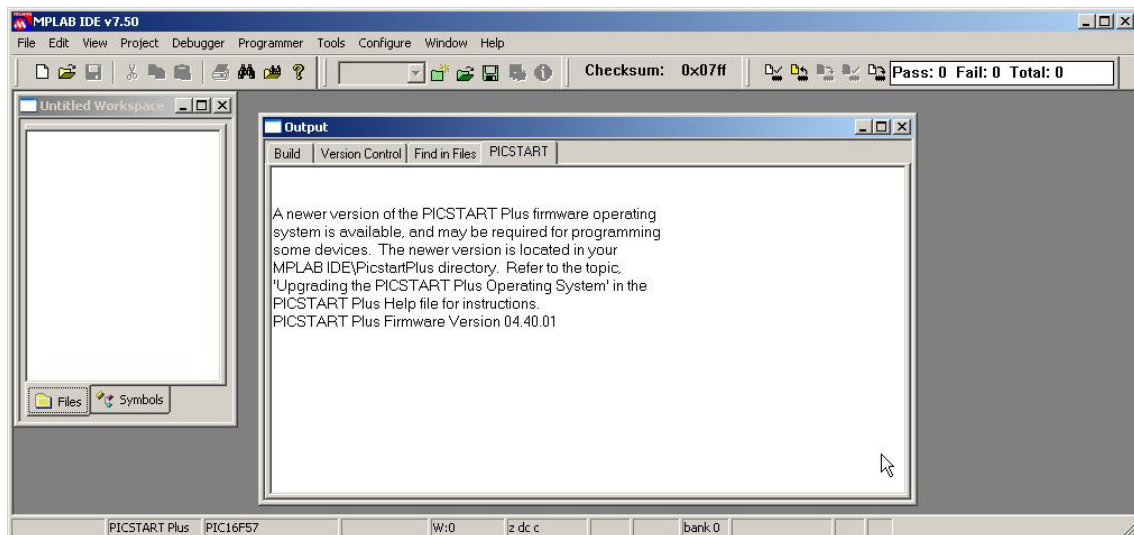 MPLAB IDE v7.50
File Edit View Project Debugger Programmer Tools Configure Window Help
Checksum: 0x07ff
Pass: 0 Fail: 0 Total: 0
Untitled Workspace
Output
Build Version Control Find in Files PICSTART
A newer version of the PICSTART Plus firmware operating
system is available, and may be required for programming
some devices. The newer version is located in your
MPLAB IDE\PicstartPlus directory. Refer to the topic,
'Upgrading the PICSTART Plus Operating System' in the
PICSTART Plus Help file for instructions.
PICSTART Plus Firmware Version 04.40.01
Files Symbols
PICSTART Plus PIC16F57 W:0 z dc c bank 0